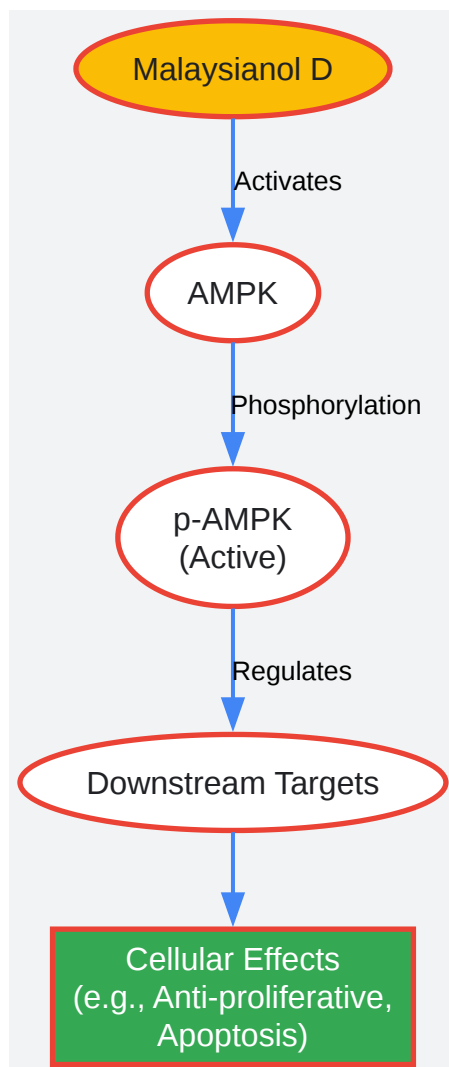 Malaysianol D
Activates
AMPK
Phosphorylation
p-AMPK
(Active)
Regulates
Downstream Targets
Cellular Effects
(e.g., Anti-proliferative,
Apoptosis)